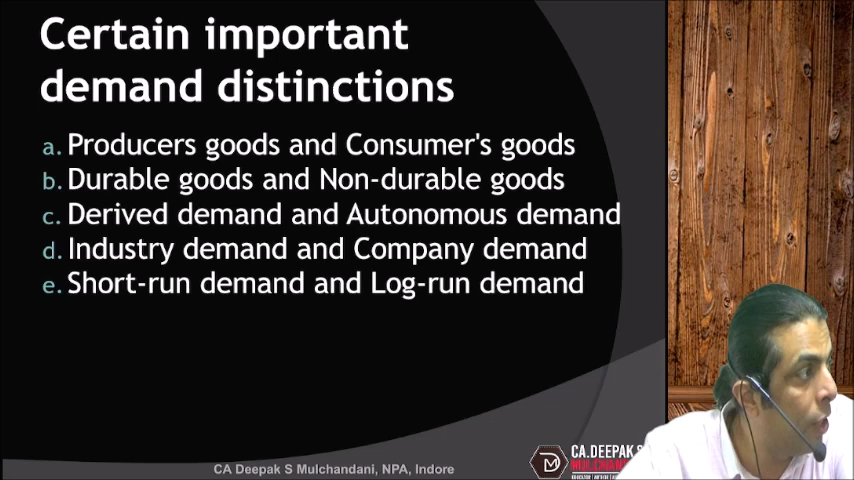 Certain important
demand distinctions
a. Producers goods and Consumer's goods
b. Durable goods and Non-durable goods
c. Derived demand and Autonomous demand
d. Industry demand and Company demand
e. Short-run demand and Log-run demand
CA Deepak S Mulchandani, NPA, Indore
CA.DEEPAK S
MULCHAND